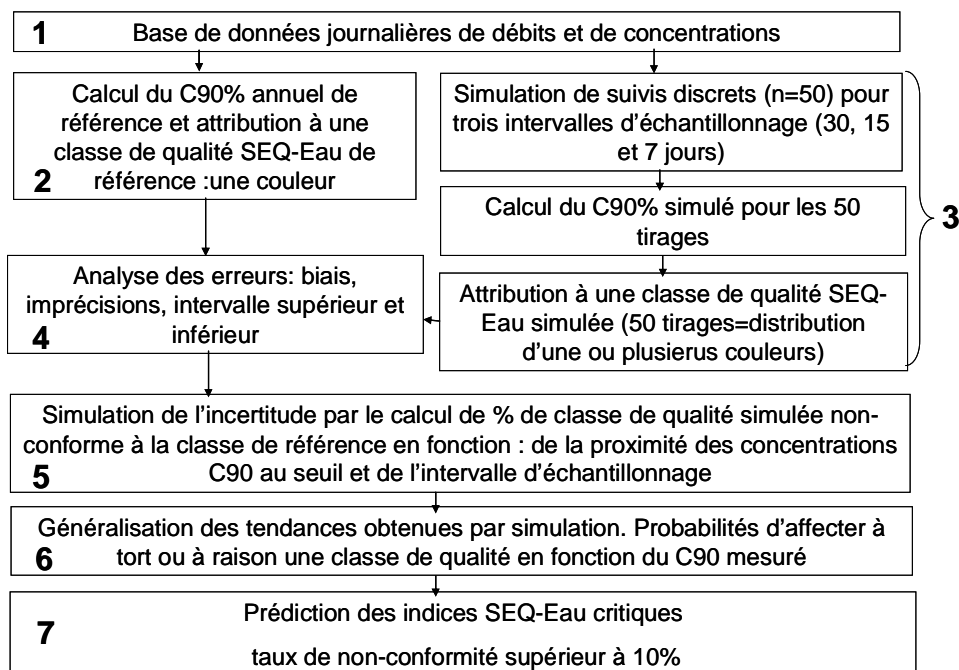 1
Base de données journalières de débits et de concentrations
Calcul du C90% annuel de
référence et attribution à une
classe de qualité SEQ-Eau de
2 référence :une couleur
Simulation de suivis discrets (n=50) pour
trois intervalles d'échantillonnage (30, 15
et 7 jours)
Calcul du C90% simulé pour les 50
tirages
Attribution à une classe de qualité SEQ-
Eau simulée (50 tirages=distribution
d'une ou plusierus couleurs)
3
Analyse des erreurs: biais,
imprécisions, intervalle supérieur et
4 inférieur
Simulation de l'incertitude par le calcul de % de classe de qualité simulée non-
conforme à la classe de référence en fonction : de la proximité des concentrations
5 C90 au seuil et de l'intervalle d'échantillonnage
Généralisation des tendances obtenues par simulation. Probabilités d'affecter à
6 tort ou à raison une classe de qualité en fonction du C90 mesuré
7
Prédiction des indices SEQ-Eau critiques
taux de non-conformité supérieur à 10%